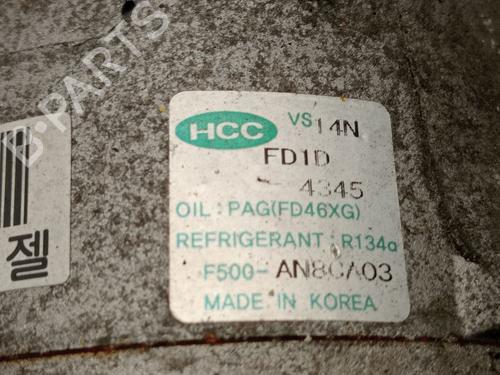 B-PARTS
HCC VS14N
FD1D
4345
OIL : PAG(FD46XG)
REFRIGERANT : R134a
F500-AN8CA03
MADE IN KOREA
젤